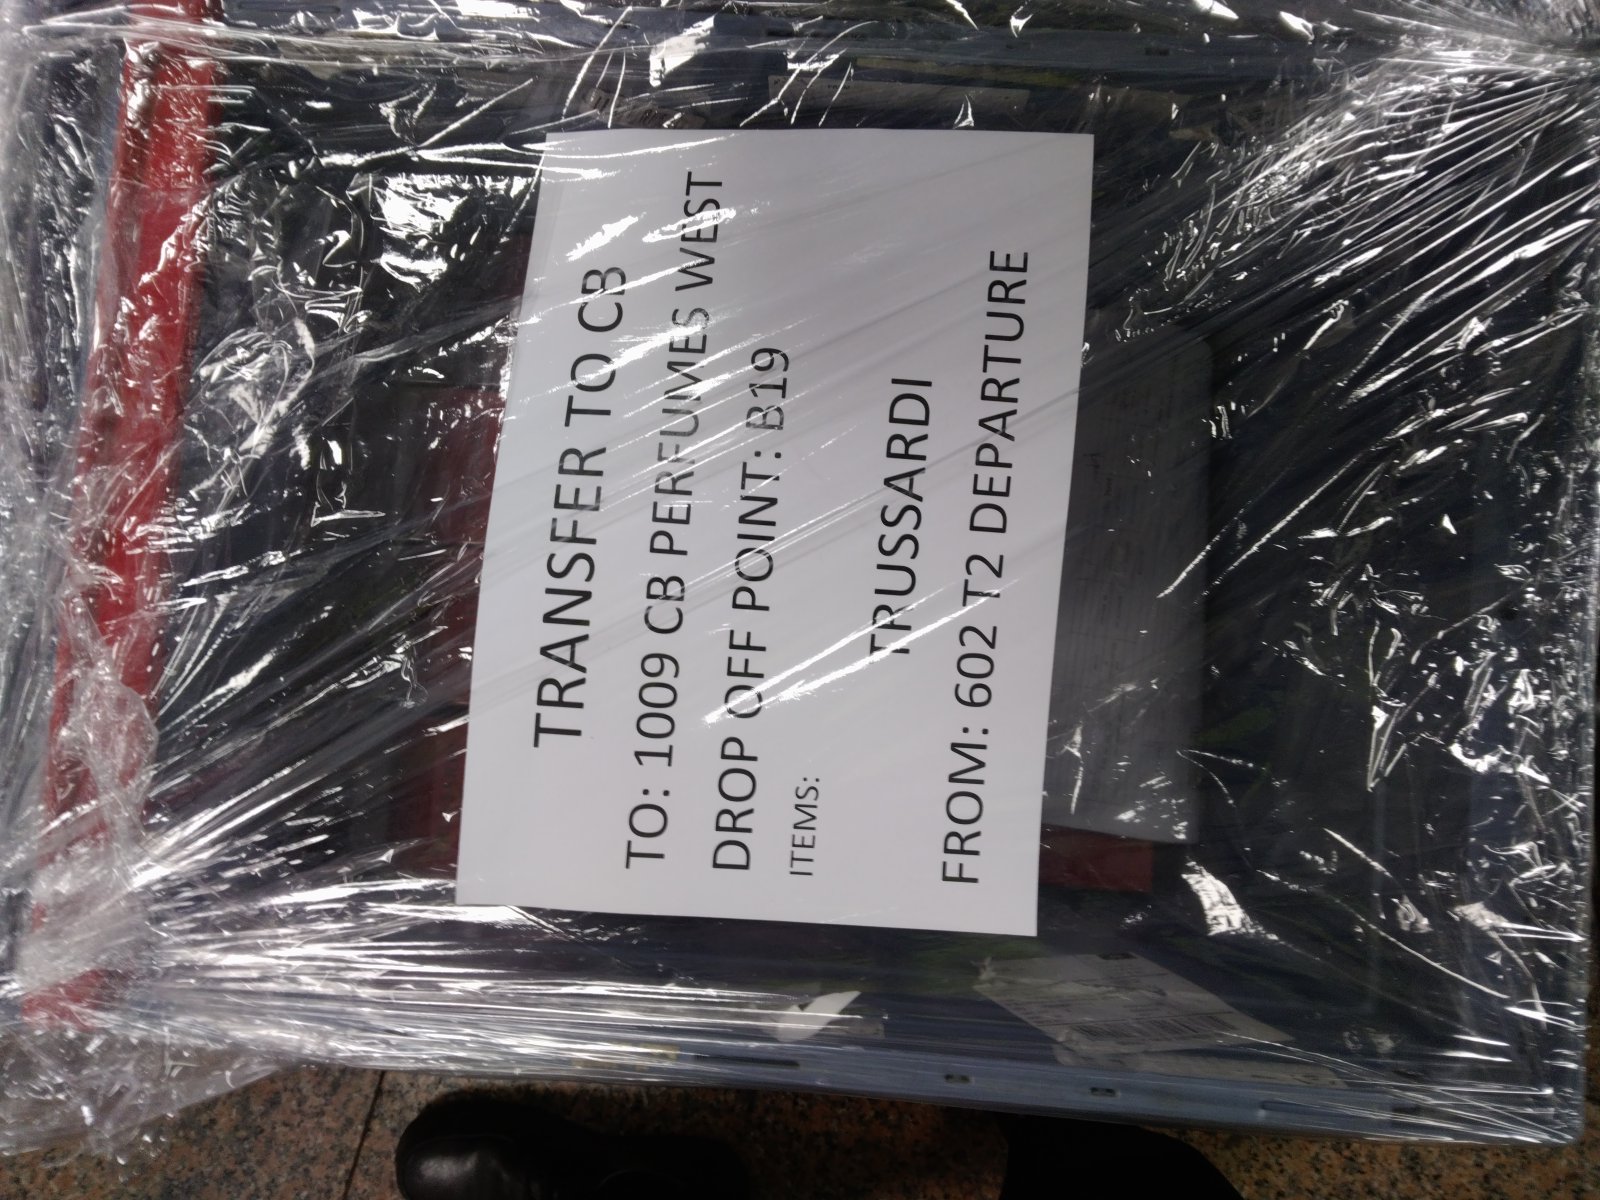 TRANSFER TO CB
TO: 1009 CB PERFUMES WEST
DROP OFF POINT: B19
ITEMS:
TRUSSARDI
FROM: 602 T2 DEPARTURE